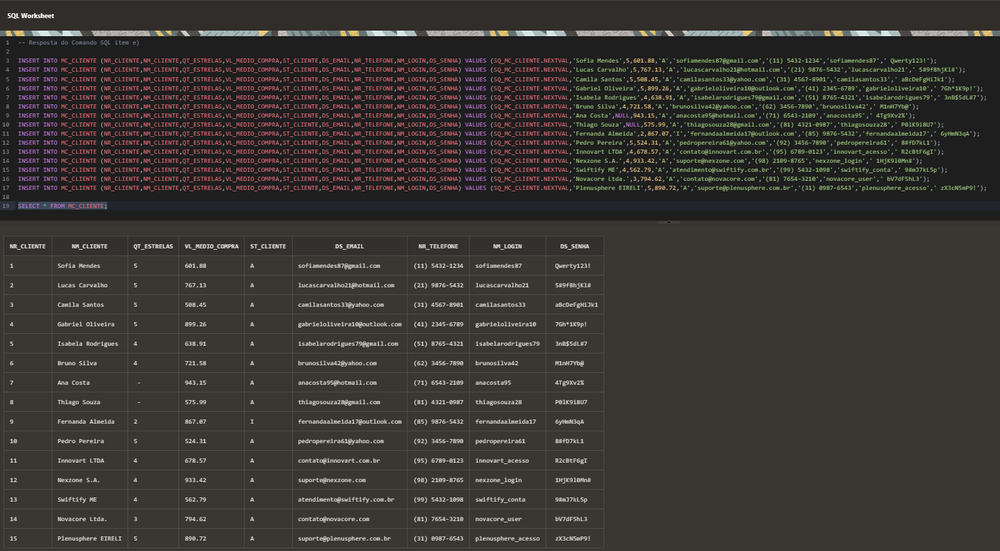 SQL Worksheet
1 -- Resposta do Comando SQL item e)
2
3 INSERT INTO MC_CLIENTE (NR_CLIENTE,NM_CLIENTE,QT_ESTRELAS,VL_MEDIO_COMPRA,ST_CLIENTE,DS_EMAIL,NR_TELEFONE,NM_LOGIN,DS_SENHA) VALUES (SQ_MC_CLIENTE.NEXTVAL,'Sofia Mendes',5,601.88,'A','sofiamendes87@gmail.com','(11) 5432-1234','sofiamendes87',' Qwerty123!');
4 INSERT INTO MC_CLIENTE (NR_CLIENTE,NM_CLIENTE,QT_ESTRELAS,VL_MEDIO_COMPRA,ST_CLIENTE,DS_EMAIL,NR_TELEFONE,NM_LOGIN,DS_SENHA) VALUES (SQ_MC_CLIENTE.NEXTVAL,'Lucas Carvalho',5,767.13,'A','lucascarvalho21@hotmail.com','(21) 9876-5432','lucascarvalho21',' 5#9f8hjKl#');
5 INSERT INTO MC_CLIENTE (NR_CLIENTE,NM_CLIENTE,QT_ESTRELAS,VL_MEDIO_COMPRA,ST_CLIENTE,DS_EMAIL,NR_TELEFONE,NM_LOGIN,DS_SENHA) VALUES (SQ_MC_CLIENTE.NEXTVAL,'Camila Santos',5,508.45,'A','camilasantos33@yahoo.com','(31) 4567-8901','camilasantos33',' aBcDeFgHiJk1');
6 INSERT INTO MC_CLIENTE (NR_CLIENTE,NM_CLIENTE,QT_ESTRELAS,VL_MEDIO_COMPRA,ST_CLIENTE,DS_EMAIL,NR_TELEFONE,NM_LOGIN,DS_SENHA) VALUES (SQ_MC_CLIENTE.NEXTVAL,'Gabriel Oliveira',5,899.26,'A','gabrieloliveira10@outlook.com','(41) 2345-6789','gabrieloliveira10',' 7Gh*1K9p!');
7 INSERT INTO MC_CLIENTE (NR_CLIENTE,NM_CLIENTE,QT_ESTRELAS,VL_MEDIO_COMPRA,ST_CLIENTE,DS_EMAIL,NR_TELEFONE,NM_LOGIN,DS_SENHA) VALUES (SQ_MC_CLIENTE.NEXTVAL,'Isabela Rodrigues',4,638.91,'A','isabelarodrigues79@gmail.com','(51) 8765-4321','isabelarodrigues79',' 3nB$5dL#7');
8 INSERT INTO MC_CLIENTE (NR_CLIENTE,NM_CLIENTE,QT_ESTRELAS,VL_MEDIO_COMPRA,ST_CLIENTE,DS_EMAIL,NR_TELEFONE,NM_LOGIN,DS_SENHA) VALUES (SQ_MC_CLIENTE.NEXTVAL,'Bruno Silva',4,721.58,'A','brunosilva42@yahoo.com','(62) 3456-7890','brunosilva42',' M1nH7Yb@');
9 INSERT INTO MC_CLIENTE (NR_CLIENTE,NM_CLIENTE,QT_ESTRELAS,VL_MEDIO_COMPRA,ST_CLIENTE,DS_EMAIL,NR_TELEFONE,NM_LOGIN,DS_SENHA) VALUES (SQ_MC_CLIENTE.NEXTVAL,'Ana Costa',NULL,943.15,'A','anacosta95@hotmail.com','(71) 6543-2109','anacosta95',' 4Tg9Xv2%');
10 INSERT INTO MC_CLIENTE (NR_CLIENTE,NM_CLIENTE,QT_ESTRELAS,VL_MEDIO_COMPRA,ST_CLIENTE,DS_EMAIL,NR_TELEFONE,NM_LOGIN,DS_SENHA) VALUES (SQ_MC_CLIENTE.NEXTVAL,'Thiago Souza',NULL,575.99,'A','thiagosouza28@gmail.com','(81) 4321-0987','thiagosouza28',' P0lK9i8U7');
11 INSERT INTO MC_CLIENTE (NR_CLIENTE,NM_CLIENTE,QT_ESTRELAS,VL_MEDIO_COMPRA,ST_CLIENTE,DS_EMAIL,NR_TELEFONE,NM_LOGIN,DS_SENHA) VALUES (SQ_MC_CLIENTE.NEXTVAL,'Fernanda Almeida',2,867.07,'I','fernandaalmeida17@outlook.com','(85) 9876-5432','fernandaalmeida17',' 6yHmN3qA');
12 INSERT INTO MC_CLIENTE (NR_CLIENTE,NM_CLIENTE,QT_ESTRELAS,VL_MEDIO_COMPRA,ST_CLIENTE,DS_EMAIL,NR_TELEFONE,NM_LOGIN,DS_SENHA) VALUES (SQ_MC_CLIENTE.NEXTVAL,'Pedro Pereira',5,524.31,'A','pedropereira61@yahoo.com','(92) 3456-7890','pedropereira61',' 8#fD7kL1');
13 INSERT INTO MC_CLIENTE (NR_CLIENTE,NM_CLIENTE,QT_ESTRELAS,VL_MEDIO_COMPRA,ST_CLIENTE,DS_EMAIL,NR_TELEFONE,NM_LOGIN,DS_SENHA) VALUES (SQ_MC_CLIENTE.NEXTVAL,'Innovart LTDA',4,678.57,'A','contato@innovart.com.br','(95) 6789-0123','innovart_acesso',' R2cBtF6gI');
14 INSERT INTO MC_CLIENTE (NR_CLIENTE,NM_CLIENTE,QT_ESTRELAS,VL_MEDIO_COMPRA,ST_CLIENTE,DS_EMAIL,NR_TELEFONE,NM_LOGIN,DS_SENHA) VALUES (SQ_MC_CLIENTE.NEXTVAL,'Nexzone S.A.',4,933.42,'A','suporte@nexzone.com','(98) 2109-8765','nexzone_login',' 1HjK9l0Mn#');
15 INSERT INTO MC_CLIENTE (NR_CLIENTE,NM_CLIENTE,QT_ESTRELAS,VL_MEDIO_COMPRA,ST_CLIENTE,DS_EMAIL,NR_TELEFONE,NM_LOGIN,DS_SENHA) VALUES (SQ_MC_CLIENTE.NEXTVAL,'Swiftify ME',4,562.79,'A','atendimento@swiftify.com.br','(99) 5432-1098','swiftify_conta',' 9#mJ7kL5p');
16 INSERT INTO MC_CLIENTE (NR_CLIENTE,NM_CLIENTE,QT_ESTRELAS,VL_MEDIO_COMPRA,ST_CLIENTE,DS_EMAIL,NR_TELEFONE,NM_LOGIN,DS_SENHA) VALUES (SQ_MC_CLIENTE.NEXTVAL,'Novacore Ltda.',3,794.62,'A','contato@novacore.com','(81) 7654-3210','novacore_user',' bV7dF5hL3');
17 INSERT INTO MC_CLIENTE (NR_CLIENTE,NM_CLIENTE,QT_ESTRELAS,VL_MEDIO_COMPRA,ST_CLIENTE,DS_EMAIL,NR_TELEFONE,NM_LOGIN,DS_SENHA) VALUES (SQ_MC_CLIENTE.NEXTVAL,'Plenusphere EIRELI',5,890.72,'A','suporte@plenusphere.com.br','(31) 0987-6543','plenusphere_acesso',' zX3cN5mP9!');
18
19 SELECT * FROM MC_CLIENTE;
NR_CLIENTE NM_CLIENTE QT_ESTRELAS VL_MEDIO_COMPRA ST_CLIENTE DS_EMAIL NR_TELEFONE NM_LOGIN DS_SENHA
1 Sofia Mendes 5 601.88 A sofiamendes87@gmail.com (11) 5432-1234 sofiamendes87 Qwerty123!
2 Lucas Carvalho 5 767.13 A lucascarvalho21@hotmail.com (21) 9876-5432 lucascarvalho21 5#9f8hjKl#
3 Camila Santos 5 508.45 A camilasantos33@yahoo.com (31) 4567-8901 camilasantos33 aBcDeFgHiJk1
4 Gabriel Oliveira 5 899.26 A gabrieloliveira10@outlook.com (41) 2345-6789 gabrieloliveira10 7Gh*1K9p!
5 Isabela Rodrigues 4 638.91 A isabelarodrigues79@gmail.com (51) 8765-4321 isabelarodrigues79 3nB$5dL#7
6 Bruno Silva 4 721.58 A brunosilva42@yahoo.com (62) 3456-7890 brunosilva42 M1nH7Yb@
7 Ana Costa - 943.15 A anacosta95@hotmail.com (71) 6543-2109 anacosta95 4Tg9Xv2%
8 Thiago Souza - 575.99 A thiagosouza28@gmail.com (81) 4321-0987 thiagosouza28 P0lK9i8U7
9 Fernanda Almeida 2 867.07 I fernandaalmeida17@outlook.com (85) 9876-5432 fernandaalmeida17 6yHmN3qA
10 Pedro Pereira 5 524.31 A pedropereira61@yahoo.com (92) 3456-7890 pedropereira61 8#fD7kL1
11 Innovart LTDA 4 678.57 A contato@innovart.com.br (95) 6789-0123 innovart_acesso R2cBtF6gI
12 Nexzone S.A. 4 933.42 A suporte@nexzone.com (98) 2109-8765 nexzone_login 1HjK9l0Mn#
13 Swiftify ME 4 562.79 A atendimento@swiftify.com.br (99) 5432-1098 swiftify_conta 9#mJ7kL5p
14 Novacore Ltda. 3 794.62 A contato@novacore.com (81) 7654-3210 novacore_user bV7dF5hL3
15 Plenusphere EIRELI 5 890.72 A suporte@plenusphere.com.br (31) 0987-6543 plenusphere_acesso zX3cN5mP9!